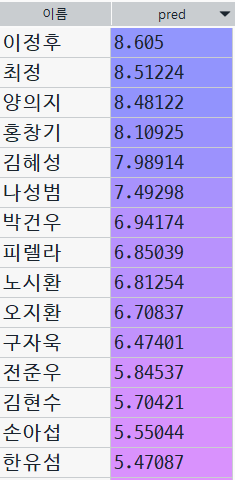 이름 pred
이정후 8.605
최정 8.51224
양의지 8.48122
홍창기 8.10925
김혜성 7.98914
나성범 7.49298
박건우 6.94174
피렐라 6.85039
노시환 6.81254
오지환 6.70837
구자욱 6.47401
전준우 5.84537
김현수 5.70421
손아섭 5.55044
한유섬 5.47087